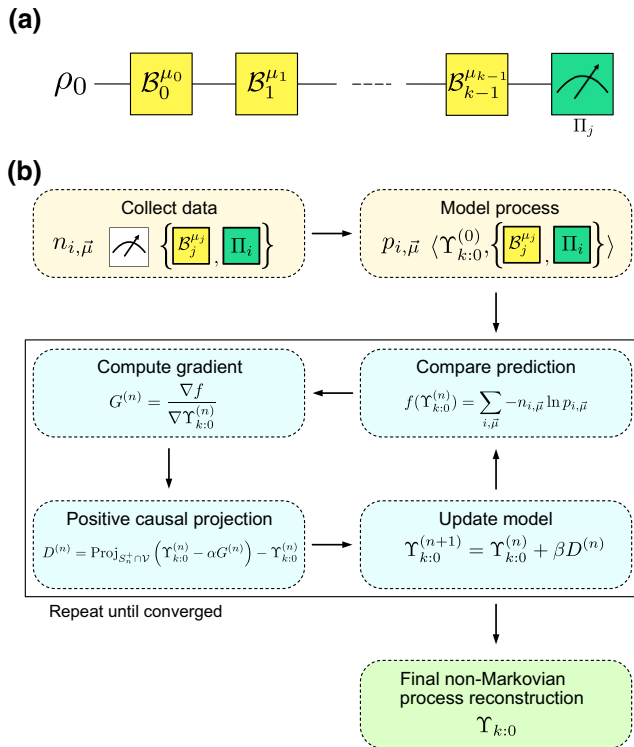 (a)
ρ₀ 𝓑₀^{μ₀} 𝓑₁^{μ₁} 𝓑_{k−1}^{μ_{k−1}}
Π_j
(b)
Collect data
n_{i,μ⃗} { 𝓑_j^{μ_j} , Π_i }
Model process
p_{i,μ⃗} ⟨Υ_{k:0}^{(0)}, { 𝓑_j^{μ_j} , Π_i } ⟩
Compute gradient
G^{(n)} = ∇f / ∇Υ_{k:0}^{(n)}
Compare prediction
f(Υ_{k:0}^{(n)}) = ∑_{i,μ⃗} −n_{i,μ⃗} ln p_{i,μ⃗}
Positive causal projection
D^{(n)} = Proj_{S_n^+ ∩ 𝒱} (Υ_{k:0}^{(n)} − αG^{(n)}) − Υ_{k:0}^{(n)}
Update model
Υ_{k:0}^{(n+1)} = Υ_{k:0}^{(n)} + βD^{(n)}
Repeat until converged
Final non-Markovian
process reconstruction
Υ_{k:0}